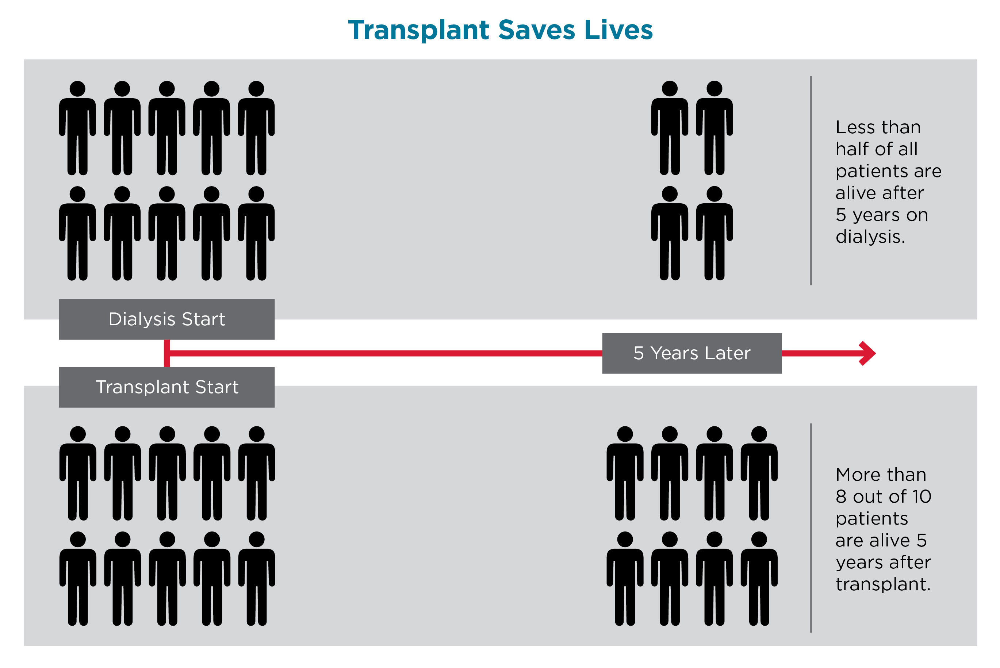 Transplant Saves Lives
Less than
half of all
patients are
alive after
5 years on
dialysis.
Dialysis Start
5 Years Later
Transplant Start
More than
8 out of 10
patients
are alive 5
years after
transplant.